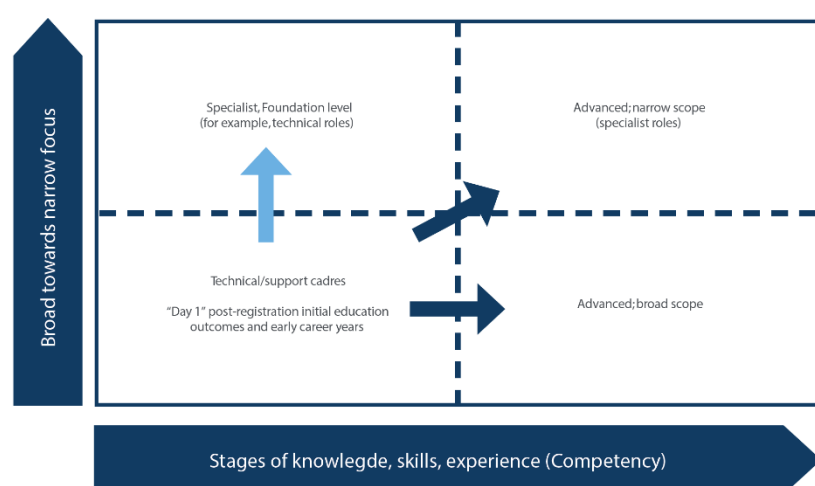 Broad towards narrow focus
Specialist, Foundation level
(for example, technical roles)
Advanced; narrow scope
(specialist roles)
Technical/support cadres
“Day 1” post-registration initial education
outcomes and early career years
Advanced; broad scope
Stages of knowlegde, skills, experience (Competency)